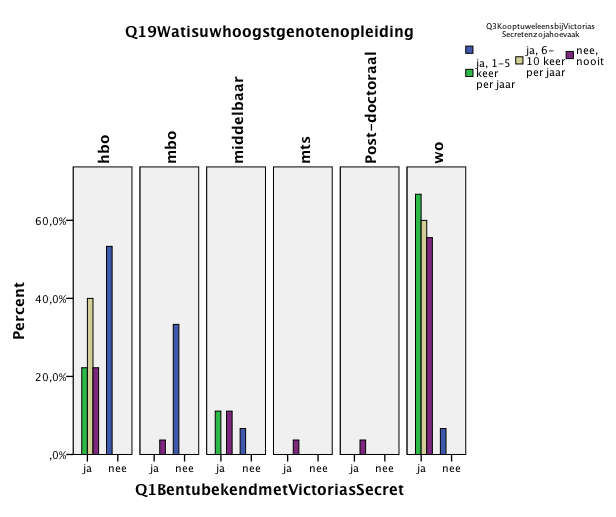 Q19Watisuwhoogstgenotenopleiding
Q3KooptuweleensbijVictorias
Secretenzojahoevaak
ja, 1-5
keer
per jaar
ja, 6-
10 keer
per jaar
nee,
nooit
hbo
mbo
middelbaar
mts
Post-doctoraal
wo
Percent
60,0%
40,0%
20,0%
,0%
ja nee
ja nee
ja nee
ja nee
ja nee
ja nee
Q1BentubekendmetVictoriasSecret